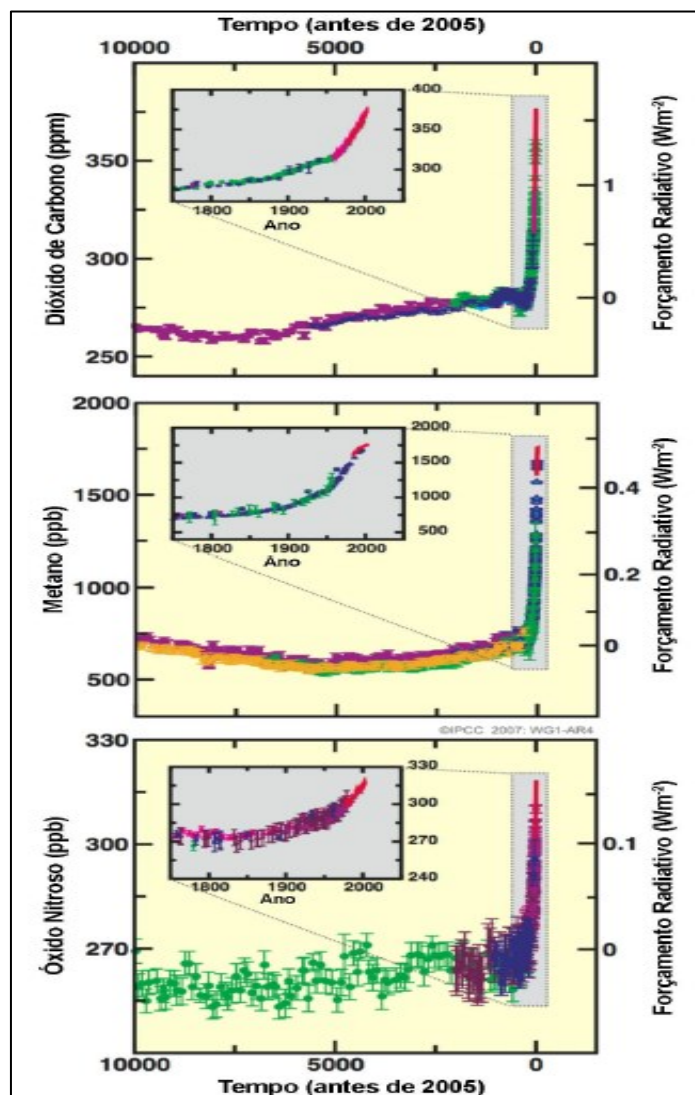 Tempo (antes de 2005)
10000 5000 0
Dióxido de Carbono (ppm)
350
300
250
400
350
300
1800 1900 2000
Ano
1
0
Forçamento Radiativo (Wm-2)
Metano (ppb)
2000
1500
1000
500
2000
1500
1000
500
1800 1900 2000
Ano
0.4
0.2
0
Forçamento Radiativo (Wm-2)
©IPCC 2007: WG1-AR4
Óxido Nitroso (ppb)
330
300
270
330
300
270
240
1800 1900 2000
Ano
0.1
0
Forçamento Radiativo (Wm-2)
10000 5000 0
Tempo (antes de 2005)